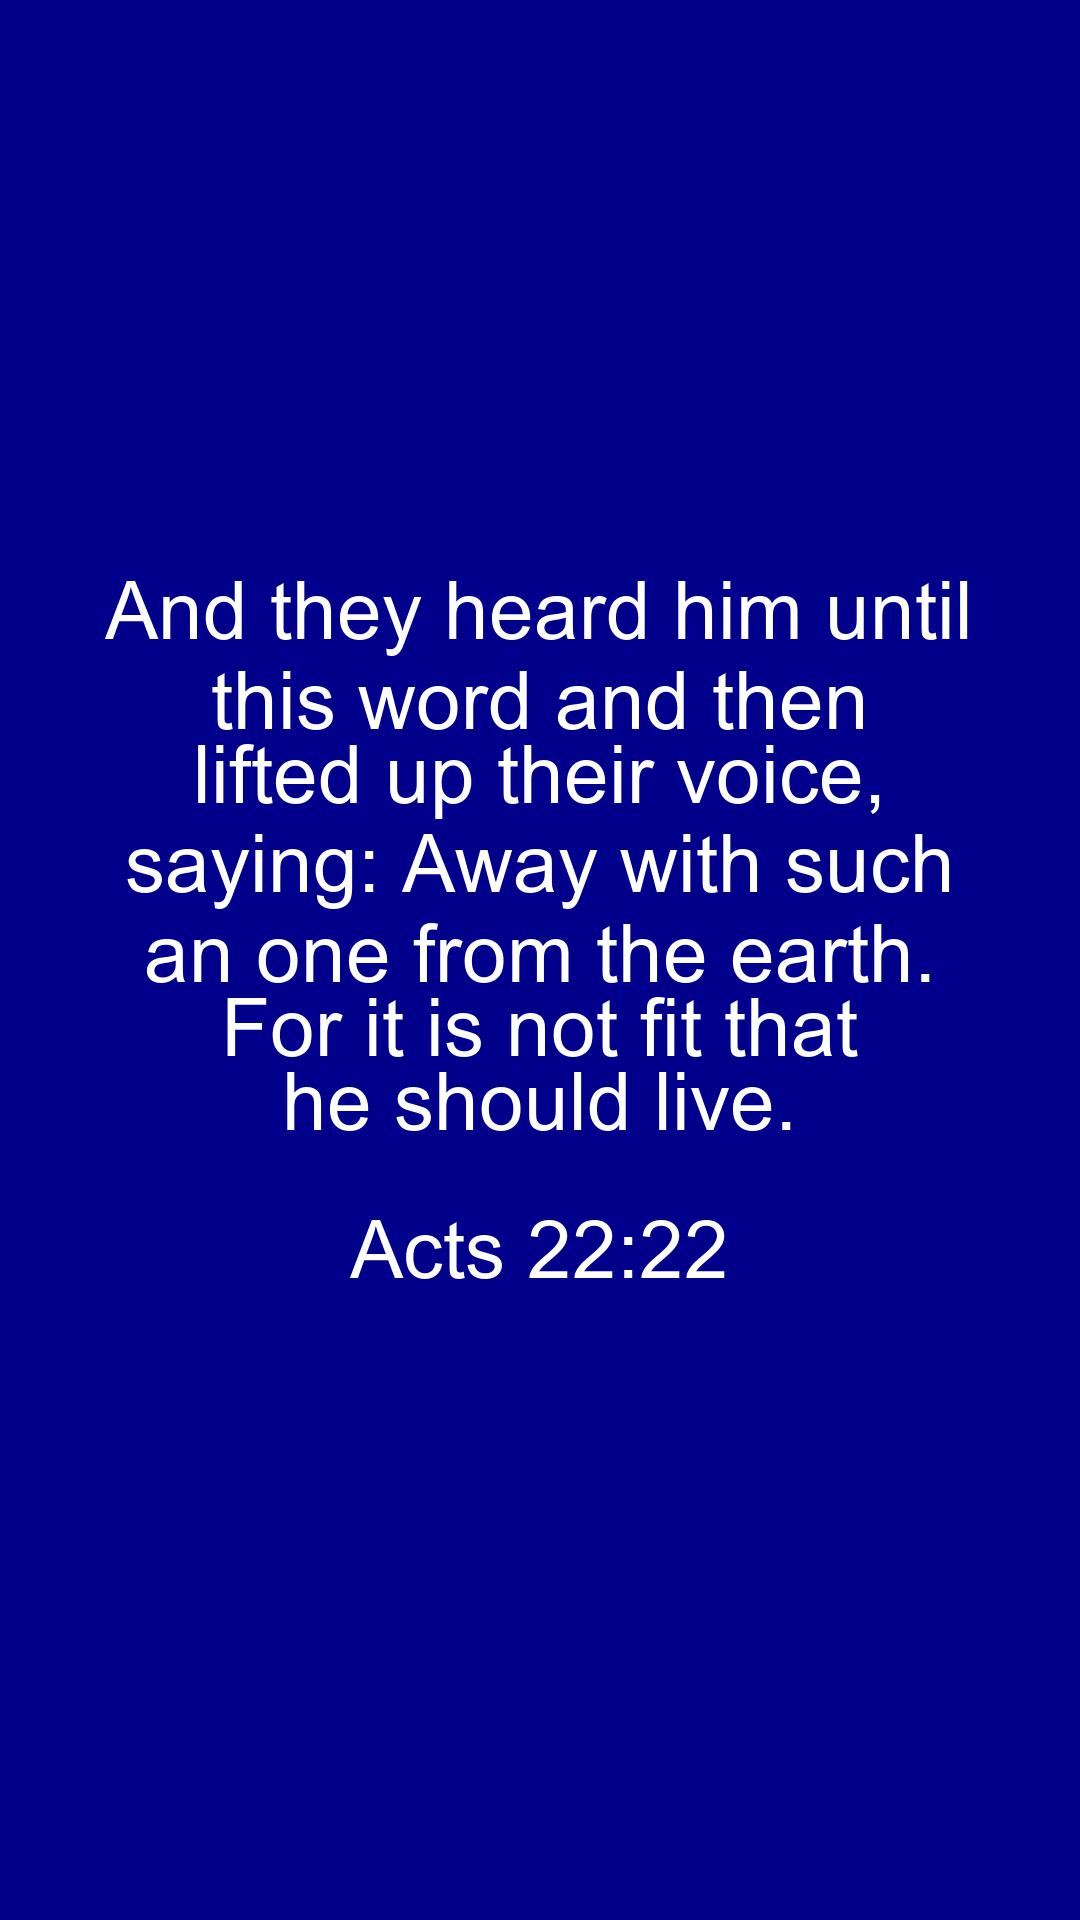 And they heard him until
this word and then
lifted up their voice,
saying: Away with such
an one from the earth.
For it is not fit that
he should live.
Acts 22:22